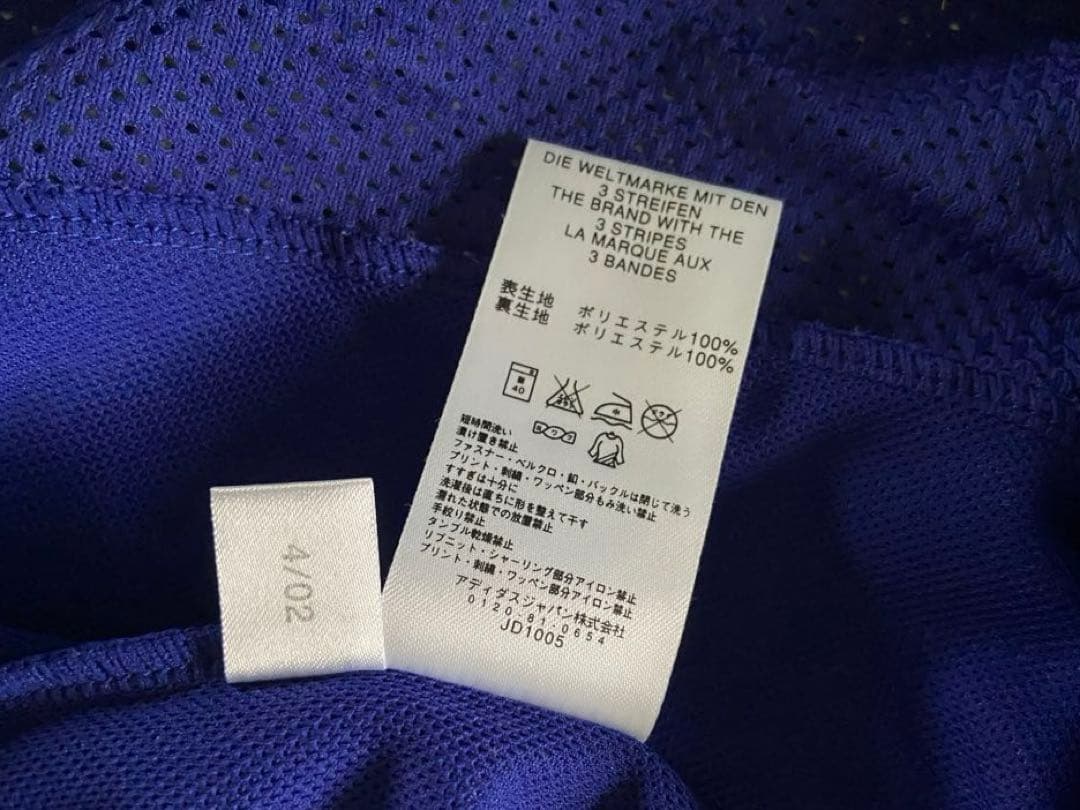 DIE WELTMARKE MIT DEN
3 STREIFEN
THE BRAND WITH THE
3 STRIPES
LA MARQUE AUX
3 BANDES
表生地 ポリエステル100%
裏生地 ポリエステル100%
40
短時間洗い
漬け置き禁止
ファスナー・ベルクロ・釦・バックルは閉じて洗う
プリント・刺繍・ワッペン部分もみ洗い禁止
すすぎは十分に
洗濯後は直ちに形を整えて干す
濡れた状態での放置禁止
手絞り禁止
タンブル乾燥禁止
リブニット・シャーリング部分アイロン禁止
プリント・刺繍・ワッペン部分アイロン禁止
アディダスジャパン株式会社
0120-81-0654
JD1005
4/02